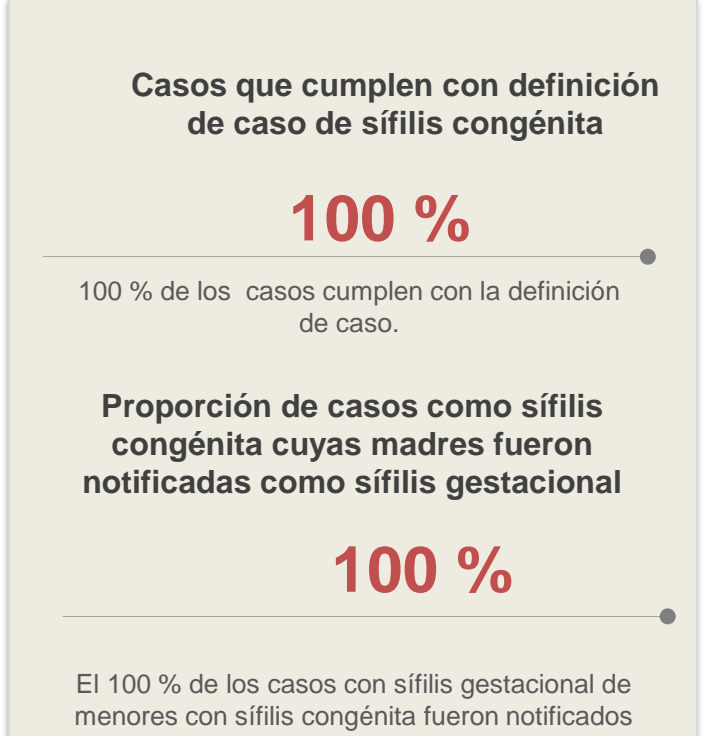 Casos que cumplen con definición
de caso de sífilis congénita
100 %
100 % de los  casos cumplen con la definición
de caso.
Proporción de casos como sífilis
congénita cuyas madres fueron
notificadas como sífilis gestacional
100 %
El 100 % de los casos con sífilis gestacional de
menores con sífilis congénita fueron notificados